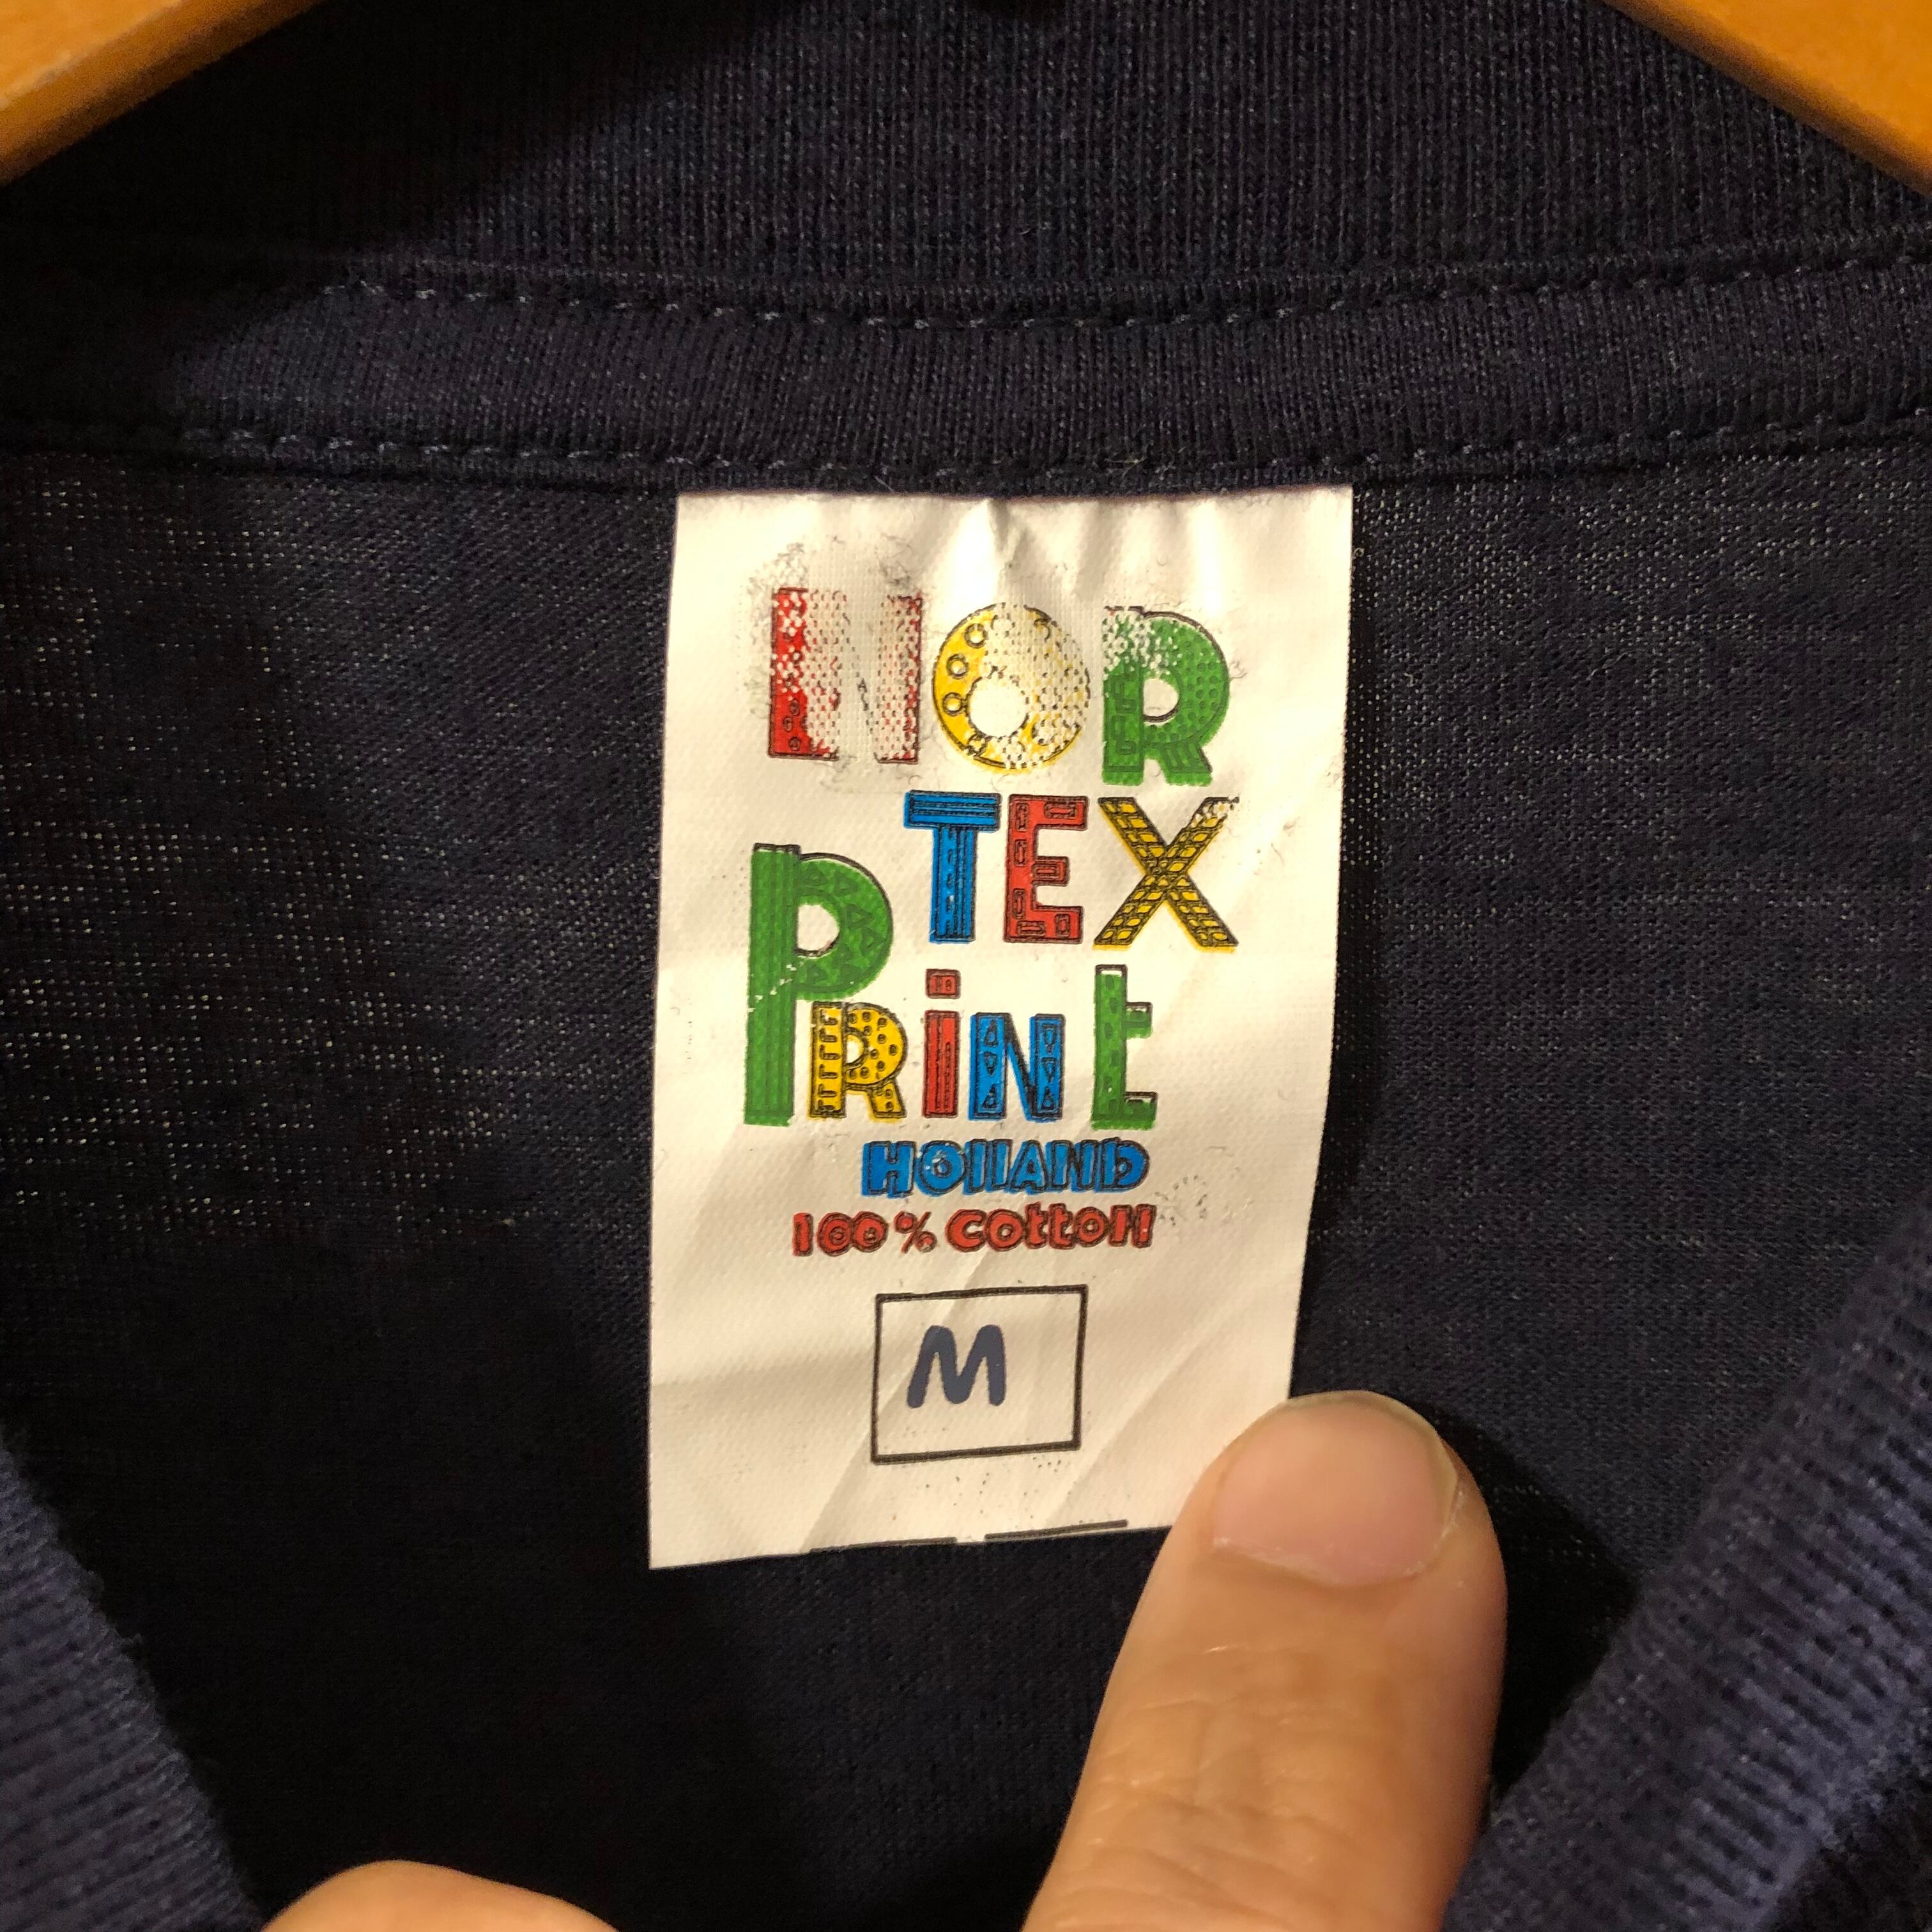 NOR
TEX
PRiNt
HOllAND
100% Cotton
M